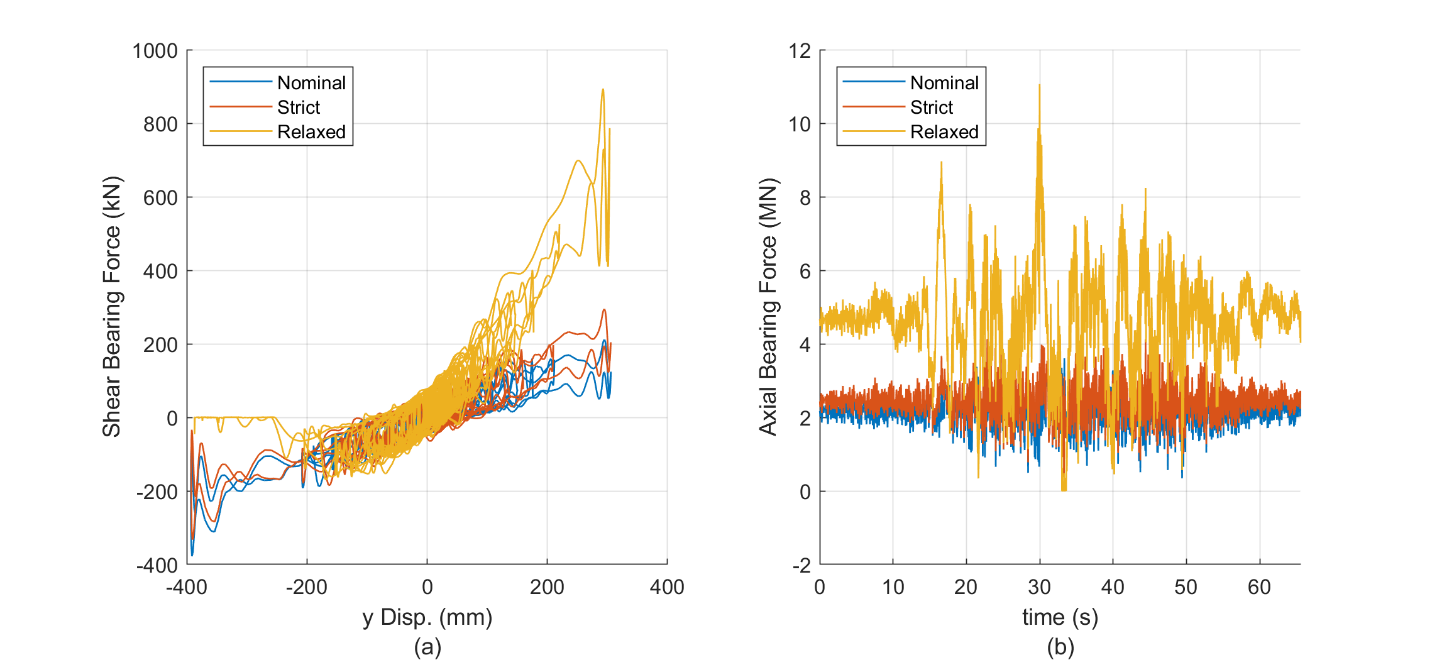 1000
800
600
400
200
0
-200
-400
-400
-200
0
200
400
Shear Bearing Force (kN)
y Disp. (mm)
(a)
Nominal
Strict
Relaxed
12
10
8
6
4
2
0
-2
0
10
20
30
40
50
60
Axial Bearing Force (MN)
time (s)
(b)
Nominal
Strict
Relaxed